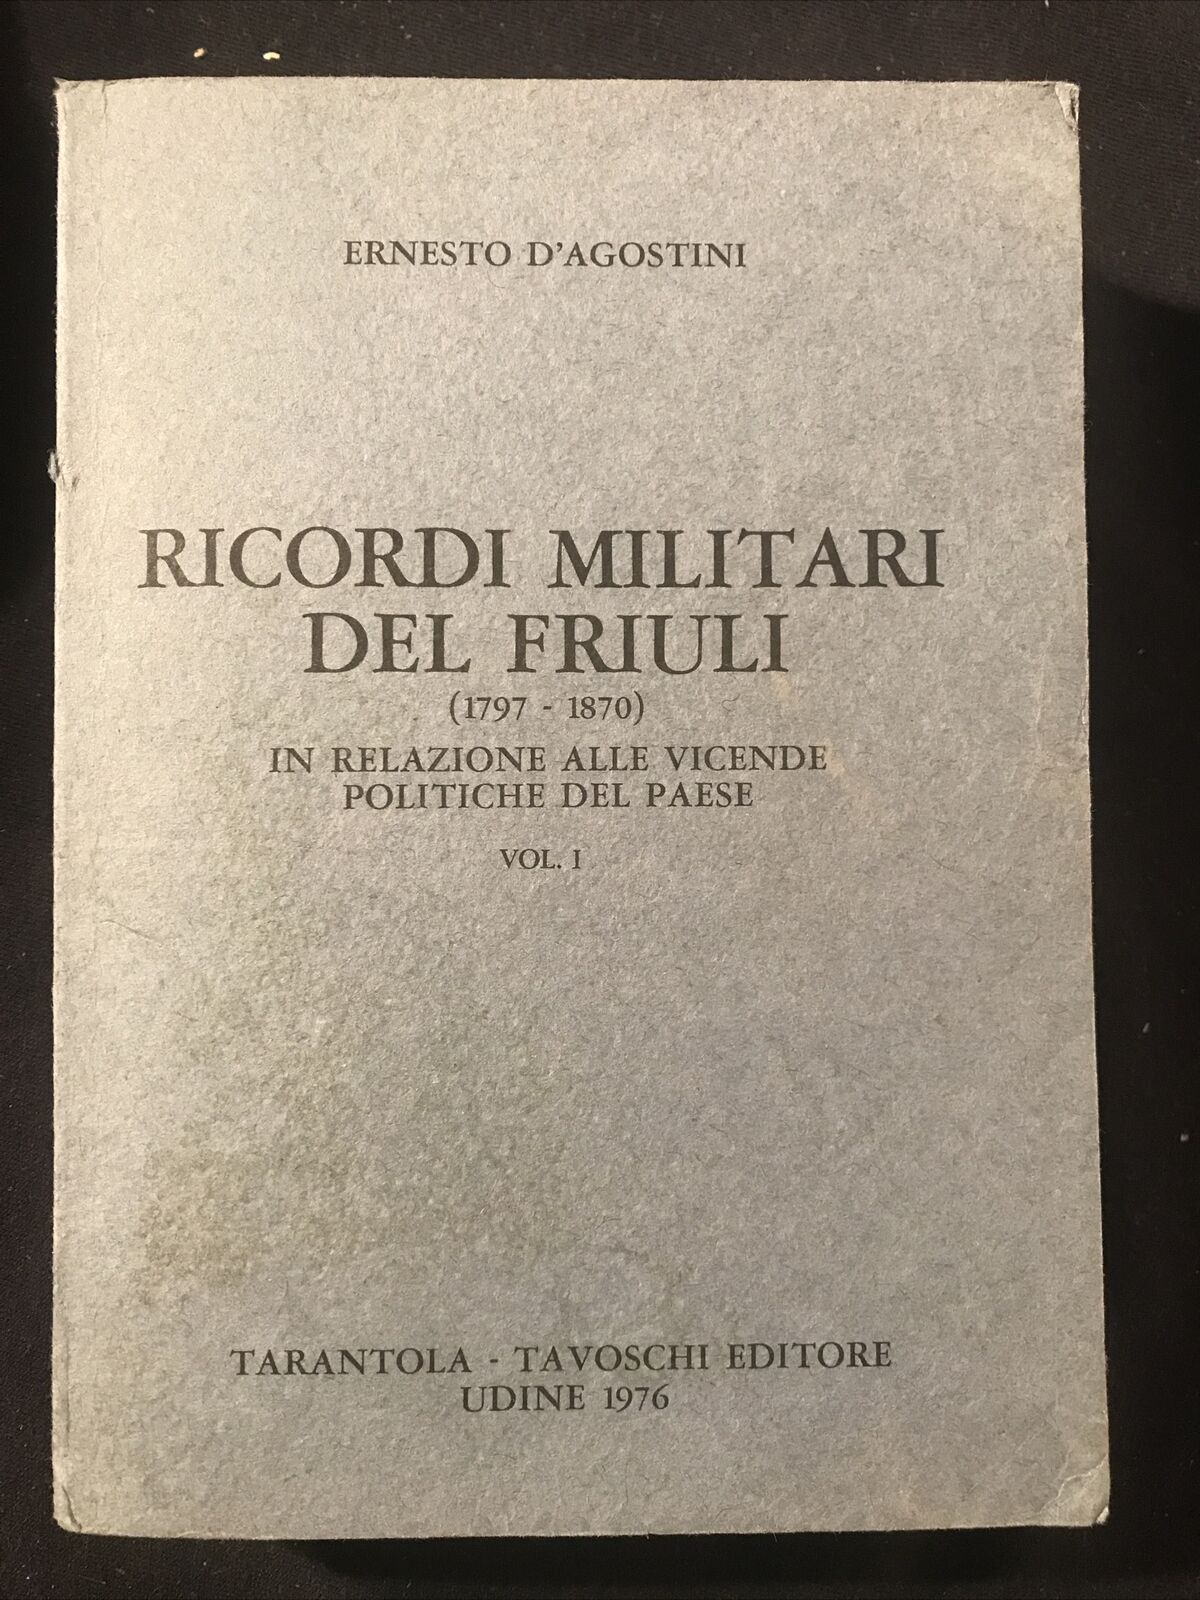 ERNESTO D'AGOSTINI
RICORDI MILITARI
DEL FRIULI
(1797 - 1870)
IN RELAZIONE ALLE VICENDE
POLITICHE DEL PAESE
VOL. I
TARANTOLA - TAVOSCHI EDITORE
UDINE 1976